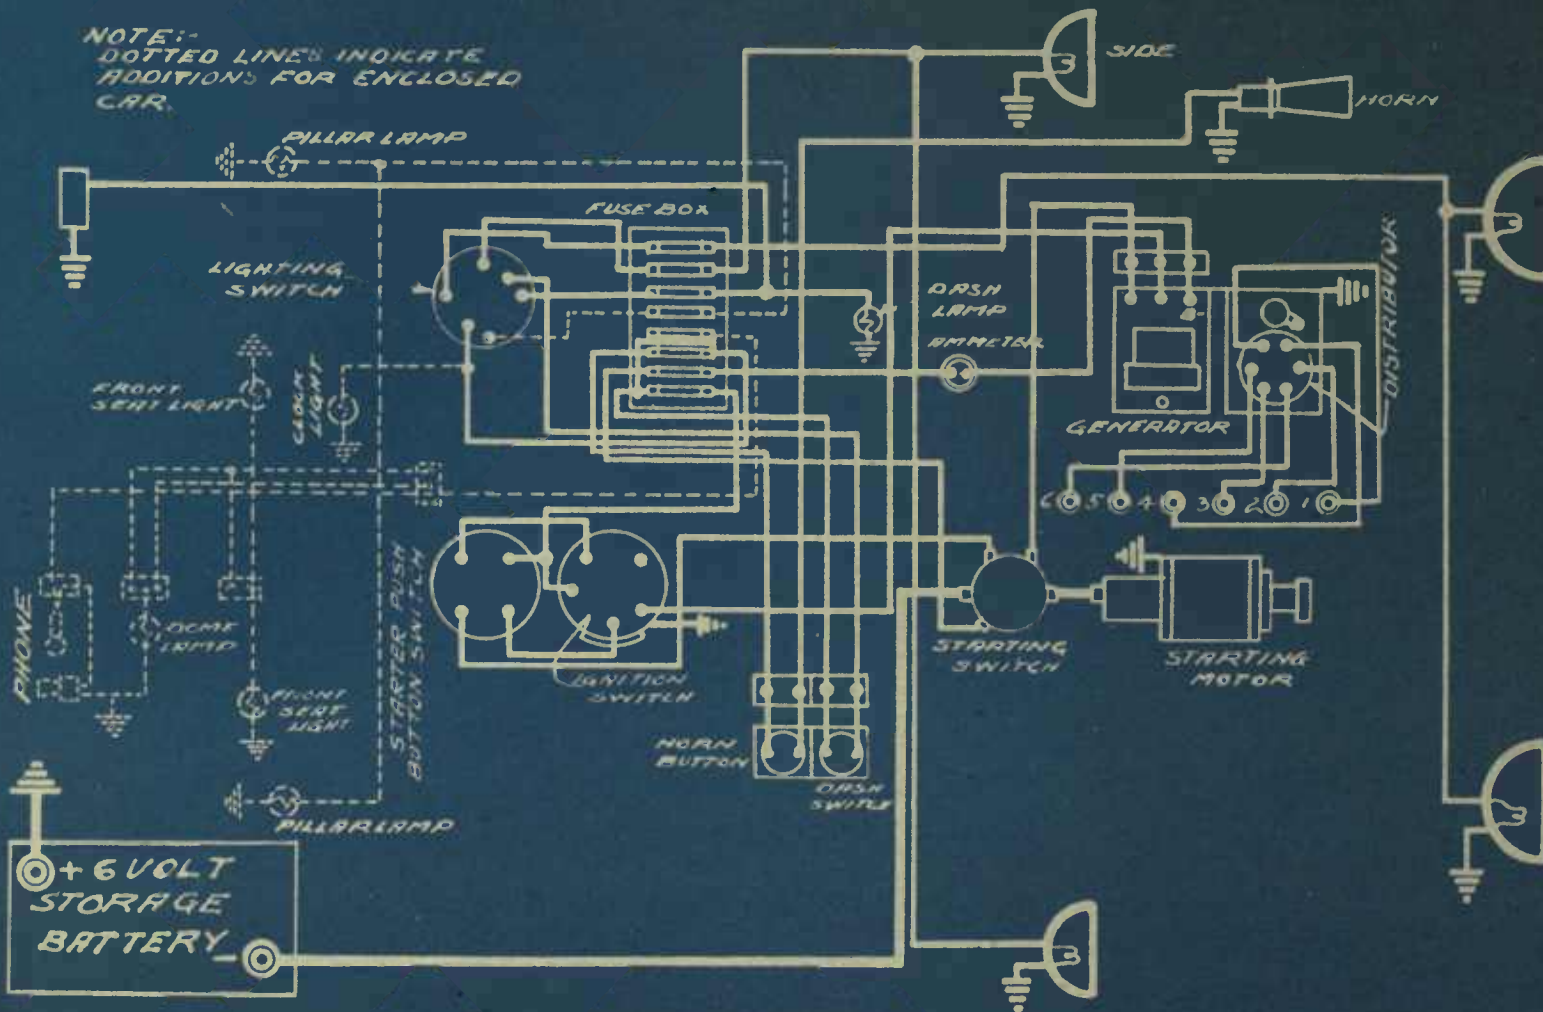 NOTE:-
DOTTED LINES INDICATE
ADDITIONS FOR ENCLOSED
CAR.
SIDE
HORN
PILLAR LAMP
FUSE BOX
LIGHTING
SWITCH
DASH
LAMP
AMMETER
DISTRIBUTOR
FRONT
SEAT LIGHT
CLOCK
LIGHT
GENERATOR
6 5 4 3 2 1
PHONE
DOME
LAMP
STARTER PUSH
BUTTON SWITCH
IGNITION
SWITCH
STARTING
SWITCH
STARTING
MOTOR
FRONT
SEAT
LIGHT
HORN
BUTTON
DASH
SWITCH
PILLAR LAMP
+ 6 VOLT
STORAGE
BATTERY -